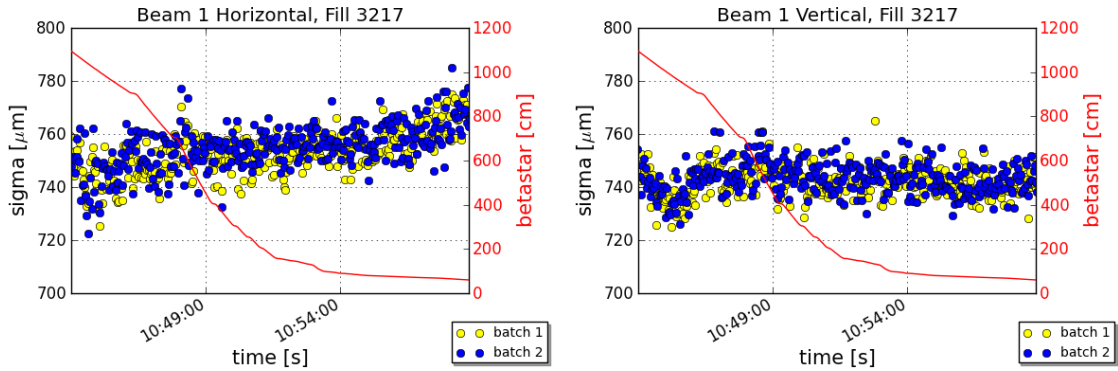 Beam 1 Horizontal, Fill 3217
800
780
760
740
720
700
sigma [μm]
1200
1000
800
600
400
200
0
betastar [cm]
10:49:00
10:54:00
time [s]
batch 1
batch 2
Beam 1 Vertical, Fill 3217
800
780
760
740
720
700
sigma [μm]
1200
1000
800
600
400
200
0
betastar [cm]
10:49:00
10:54:00
time [s]
batch 1
batch 2